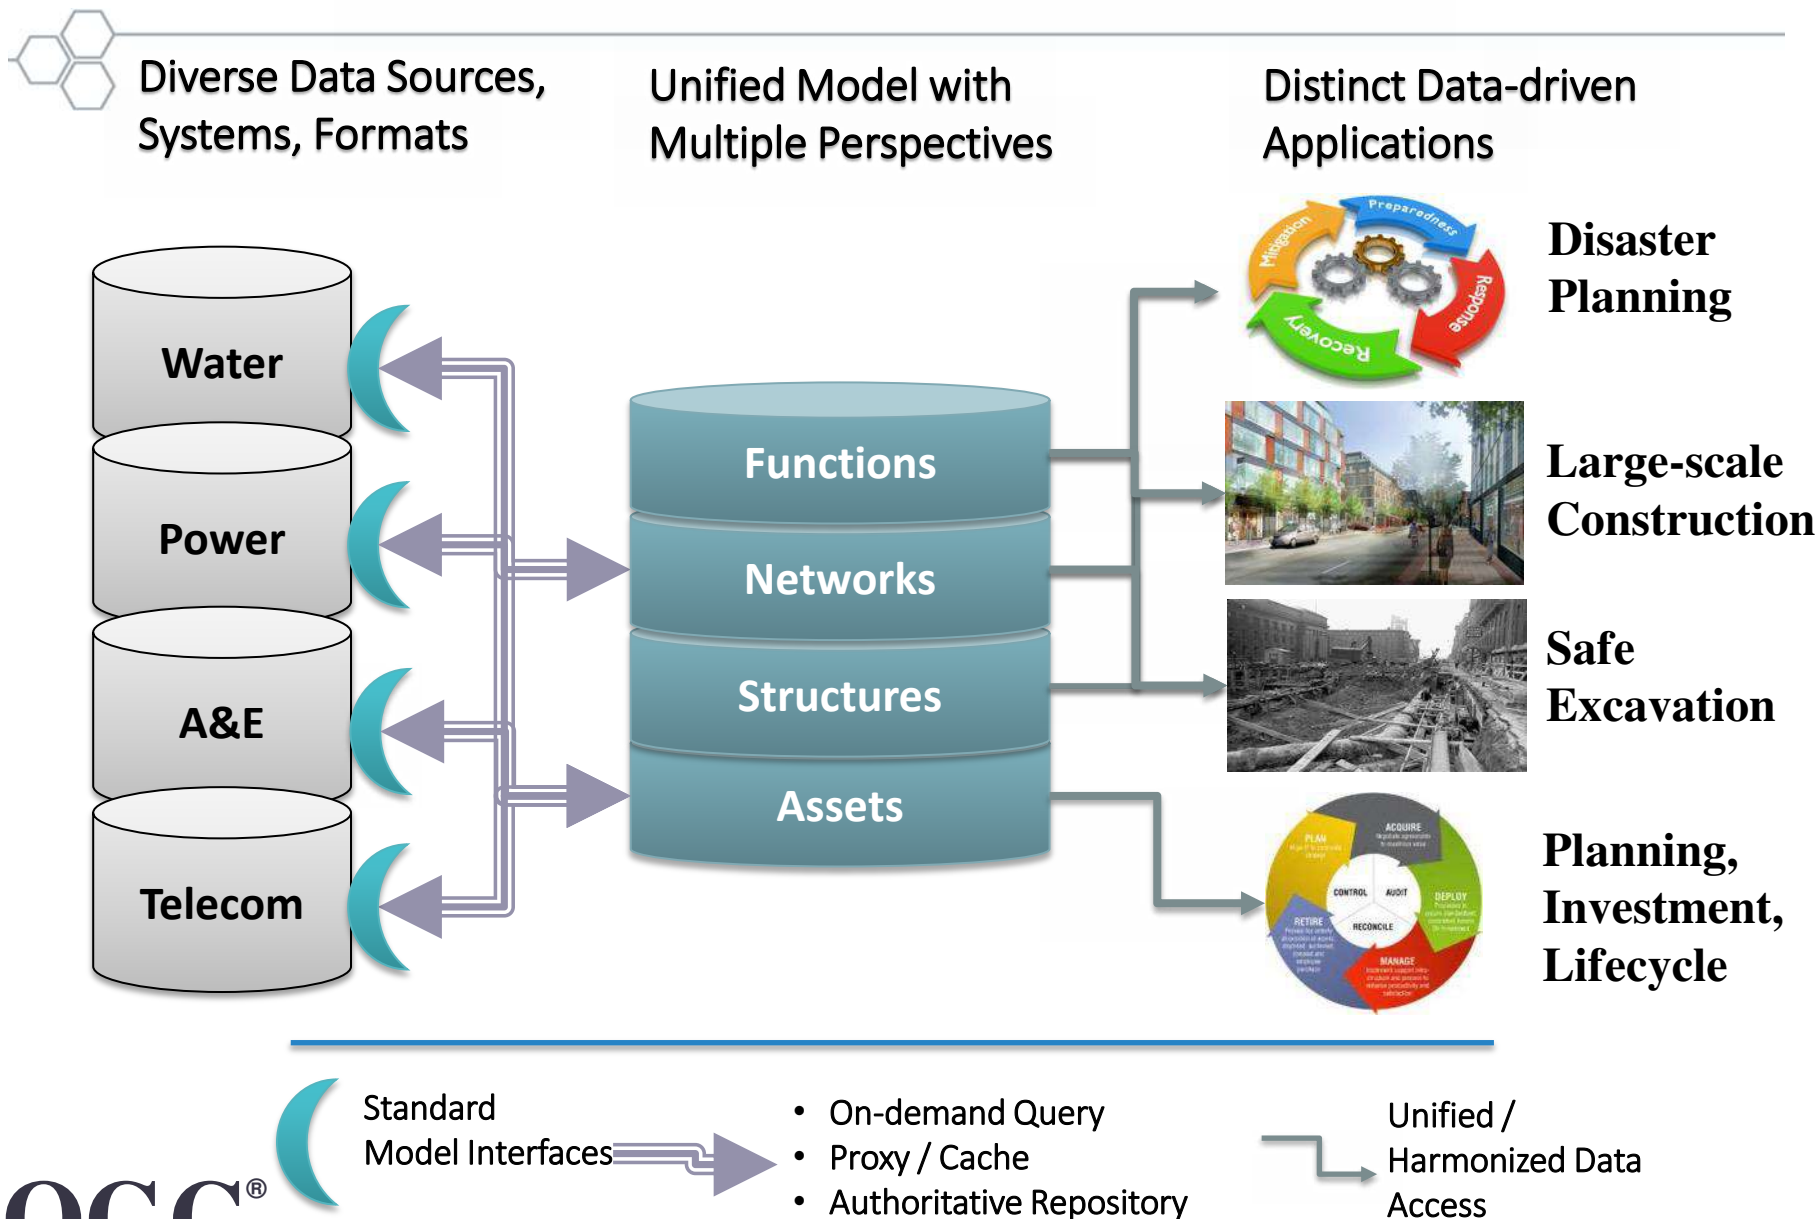 Diverse Data Sources,
Systems, Formats
Unified Model with
Multiple Perspectives
Distinct Data-driven
Applications
Water
Power
A&E
Telecom
Functions
Networks
Structures
Assets
Mitigation
Preparedness
Response
Recovery
Disaster
Planning
Large-scale
Construction
Safe
Excavation
PLAN
ACQUIRE
DEPLOY
MANAGE
RETIRE
CONTROL
AUDIT
RECONCILE
Planning,
Investment,
Lifecycle
Standard
Model Interfaces
• On-demand Query
• Proxy / Cache
• Authoritative Repository
Unified /
Harmonized Data
Access
OGC®